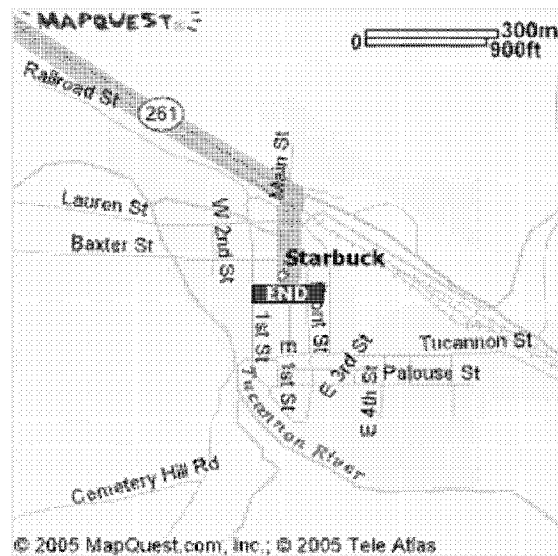 MAPQUEST
300m
0
900ft
Railroad St
261
Main St
Lauren St
W 2nd St
Baxter St
Starbuck
END
1st St
E 1st St
E 3rd St
E 4th St
Tucannon St
Palouse St
Tucannon River
Cemetery Hill Rd
© 2005 MapQuest.com, Inc.; © 2005 Tele Atlas